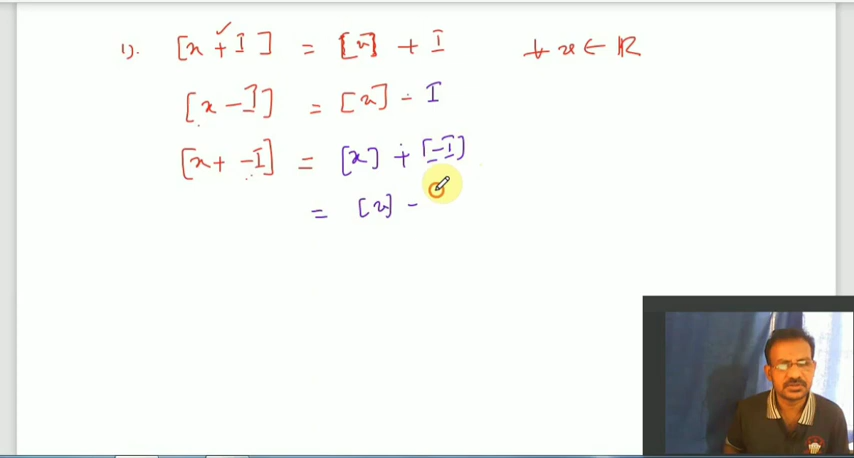 1). [x + I] = [x] + I ∀ x ∈ R
[x - I] = [x] - I
[x + -I] = [x] + [-I]
= [x] -